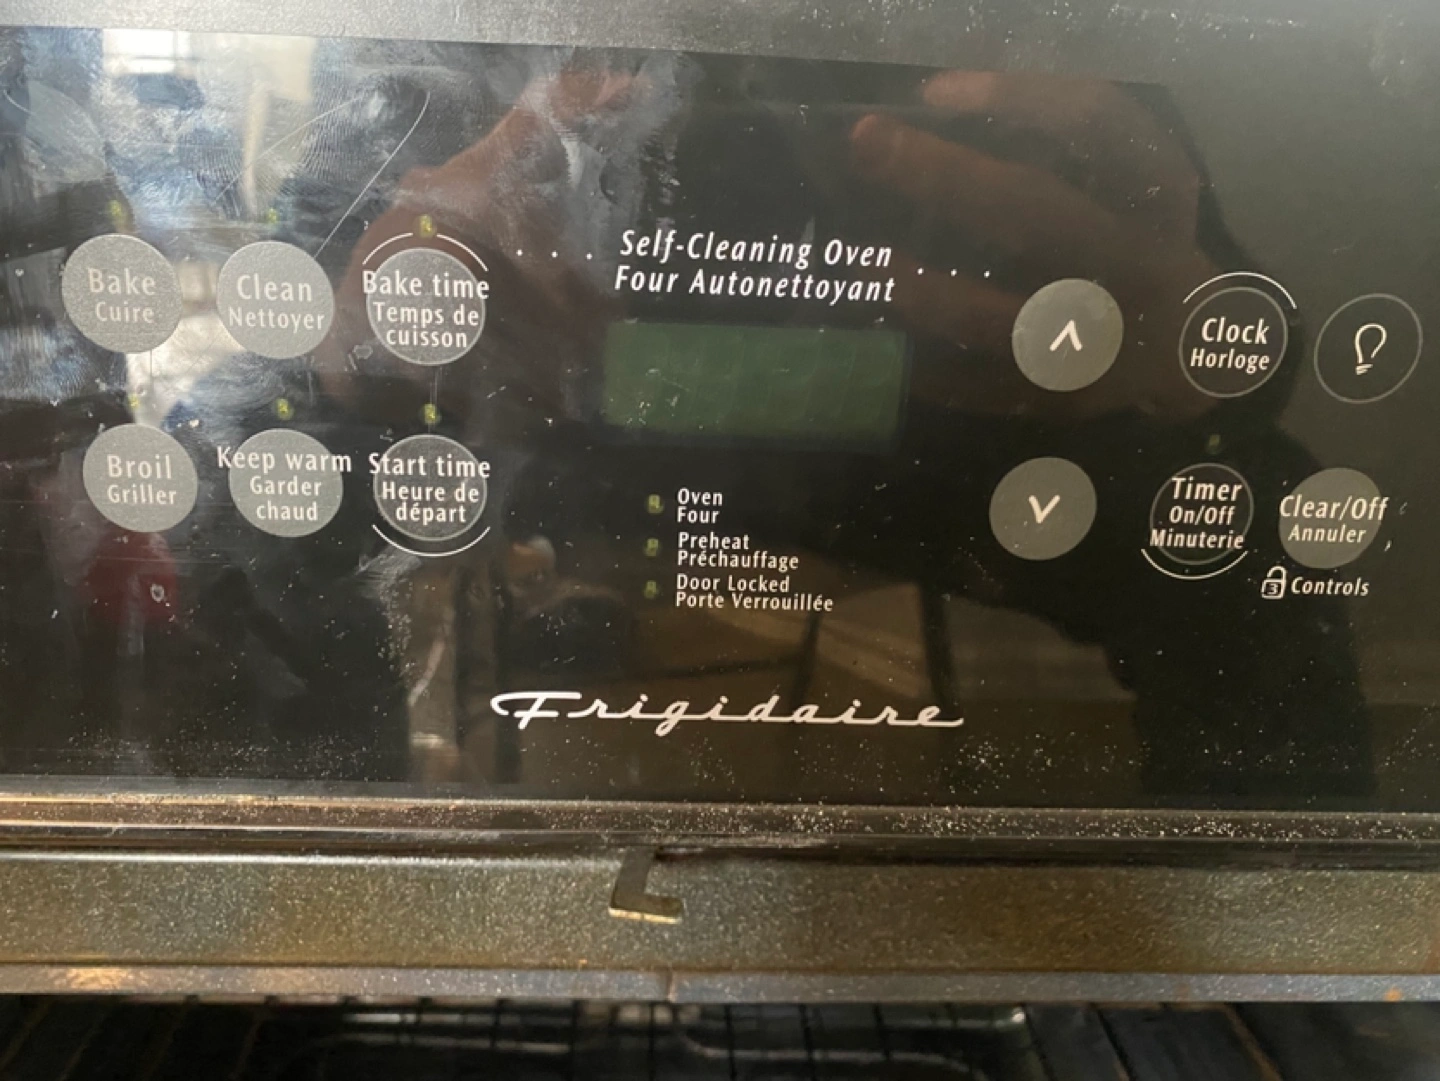 Self-Cleaning Oven
Four Autonettoyant
Bake
Cuire
Clean
Nettoyer
Bake time
Temps de
cuisson
Clock
Horloge
Broil
Griller
Keep warm
Garder
chaud
Start time
Heure de
départ
Oven
Four
Preheat
Préchauffage
Door Locked
Porte Verrouillée
Timer
On/Off
Minuterie
Clear/Off
Annuler
3 Controls
Frigidaire